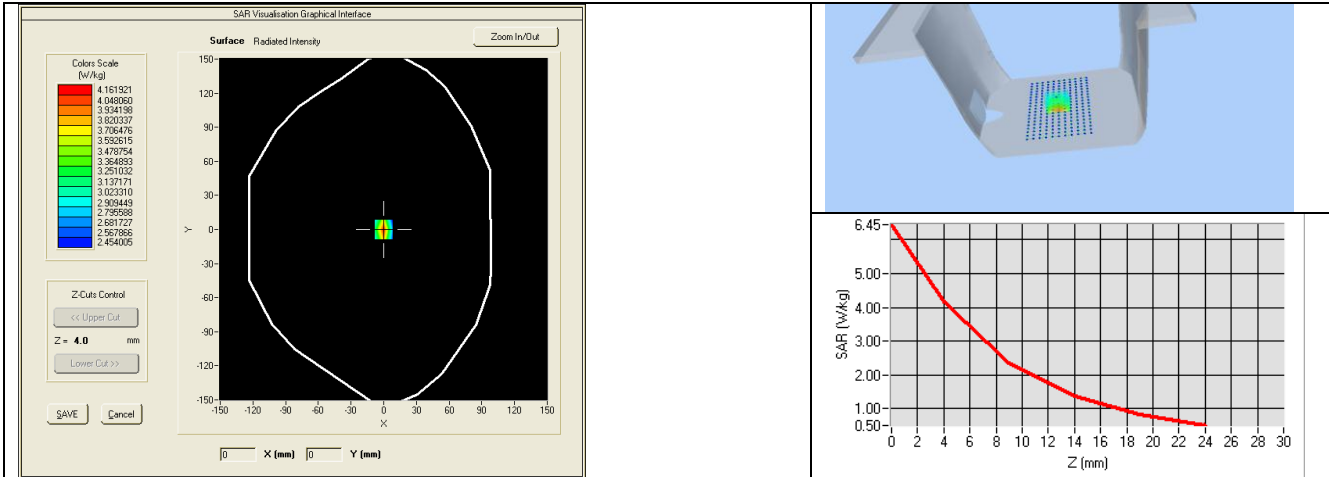 SAR Visualisation Graphical Interface
Surface Radiated Intensity
Zoom In/Out
Colors Scale
(W/kg)
4.161921
4.048060
3.934198
3.820337
3.706476
3.592615
3.478754
3.364893
3.251032
3.137171
3.023310
2.909449
2.795588
2.681727
2.567866
2.454005
Z-Cuts Control
<< Upper Cut
Z = 4.0 mm
Lower Cut >>
SAVE Cancel
150
120
90
60
30
0
-30
-60
-90
-120
-150
Y
-150 -120 -90 -60 -30 0 30 60 90 120 150
X
0 X (mm) 0 Y (mm)
6.45
5.00
4.00
3.00
2.00
1.00
0.50
SAR (W/kg)
0 2 4 6 8 10 12 14 16 18 20 22 24 26 28 30
Z (mm)